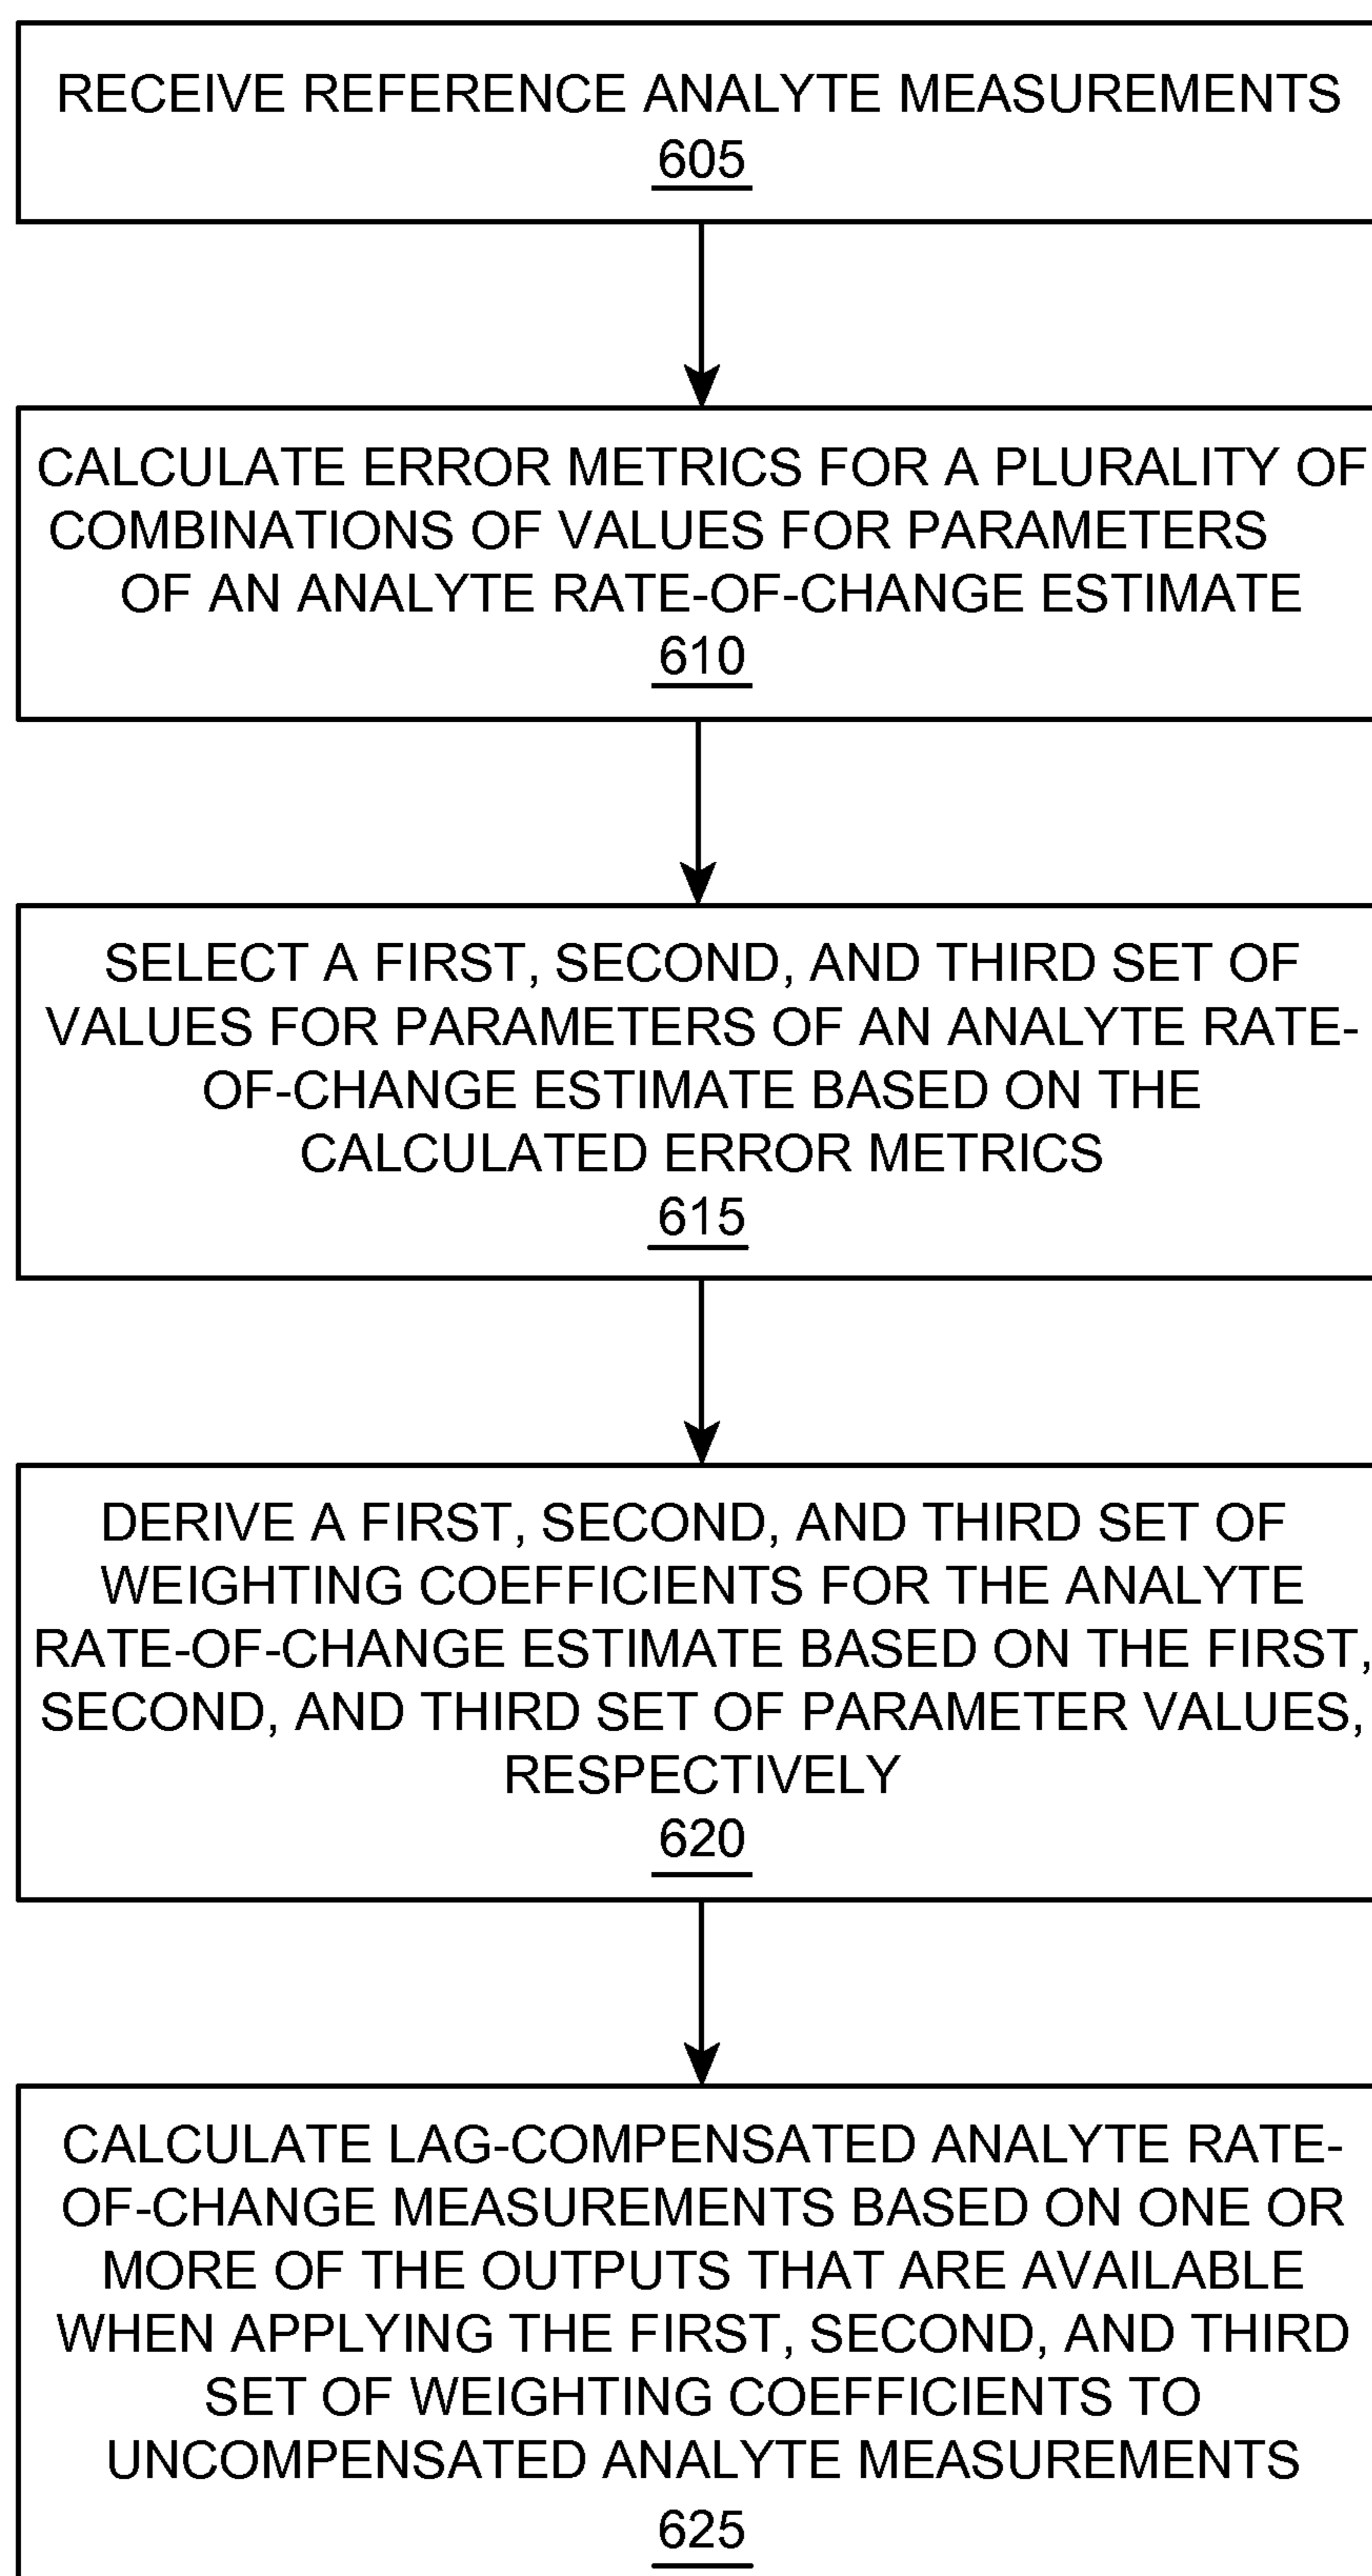 RECEIVE REFERENCE ANALYTE MEASUREMENTS
605
CALCULATE ERROR METRICS FOR A PLURALITY OF
COMBINATIONS OF VALUES FOR PARAMETERS
OF AN ANALYTE RATE-OF-CHANGE ESTIMATE
610
SELECT A FIRST, SECOND, AND THIRD SET OF
VALUES FOR PARAMETERS OF AN ANALYTE RATE-
OF-CHANGE ESTIMATE BASED ON THE
CALCULATED ERROR METRICS
615
DERIVE A FIRST, SECOND, AND THIRD SET OF
WEIGHTING COEFFICIENTS FOR THE ANALYTE
RATE-OF-CHANGE ESTIMATE BASED ON THE FIRST,
SECOND, AND THIRD SET OF PARAMETER VALUES,
RESPECTIVELY
620
CALCULATE LAG-COMPENSATED ANALYTE RATE-
OF-CHANGE MEASUREMENTS BASED ON ONE OR
MORE OF THE OUTPUTS THAT ARE AVAILABLE
WHEN APPLYING THE FIRST, SECOND, AND THIRD
SET OF WEIGHTING COEFFICIENTS TO
UNCOMPENSATED ANALYTE MEASUREMENTS
625